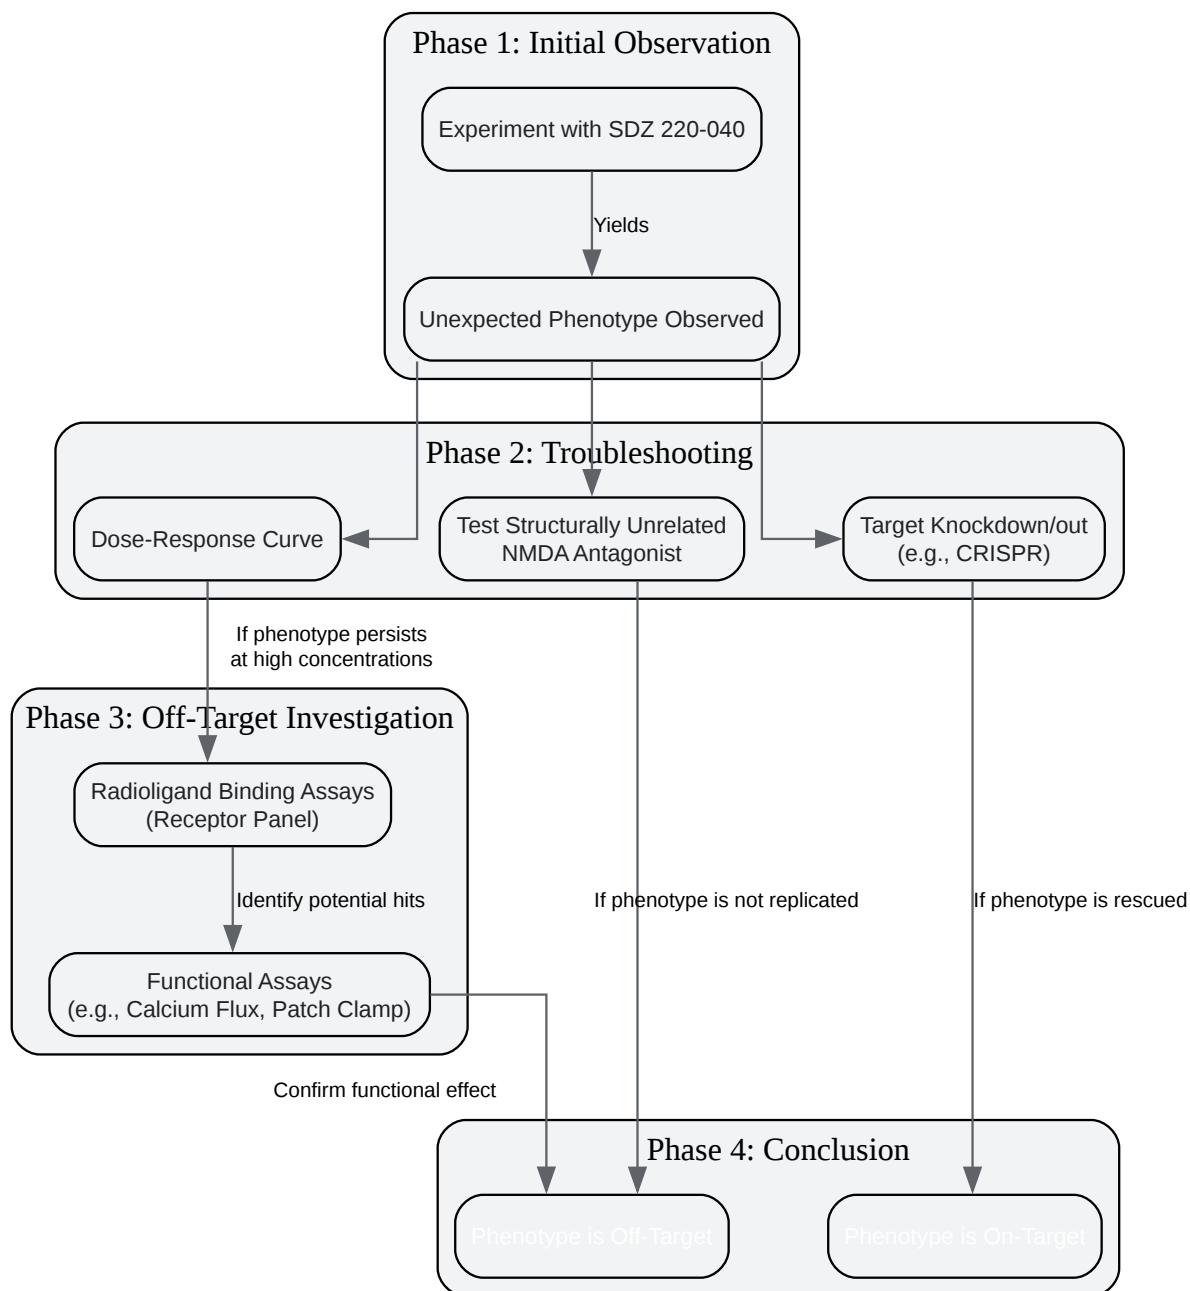 Phase 1: Initial Observation
Experiment with SDZ 220-040
Yields
Unexpected Phenotype Observed
Phase 2: Troubleshooting
Dose-Response Curve
Test Structurally Unrelated
NMDA Antagonist
Target Knockdown/out
(e.g., CRISPR)
If phenotype persists
at high concentrations
Phase 3: Off-Target Investigation
Radioligand Binding Assays
(Receptor Panel)
Identify potential hits
If phenotype is not replicated
If phenotype is rescued
Functional Assays
(e.g., Calcium Flux, Patch Clamp)
Confirm functional effect
Phase 4: Conclusion
Phenotype is Off-Target
Phenotype is On-Target